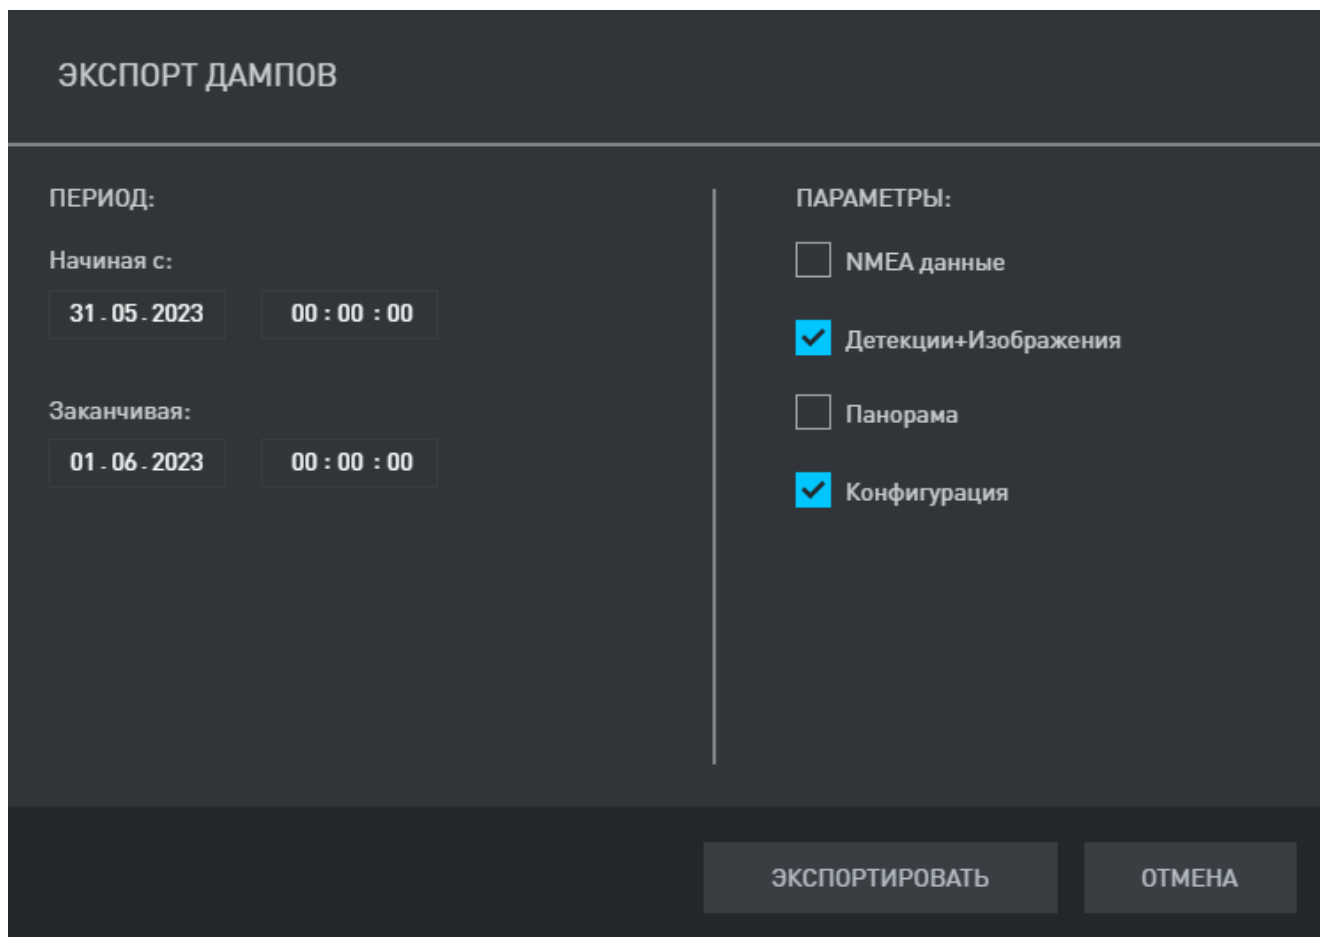 ЭКСПОРТ ДАМПОВ
ПЕРИОД:
Начиная с:
31.05.2023 00:00:00
Заканчивая:
01.06.2023 00:00:00
ПАРАМЕТРЫ:
NMEA данные
Детекции+Изображения
Панорама
Конфигурация
ЭКСПОРТИРОВАТЬ ОТМЕНА